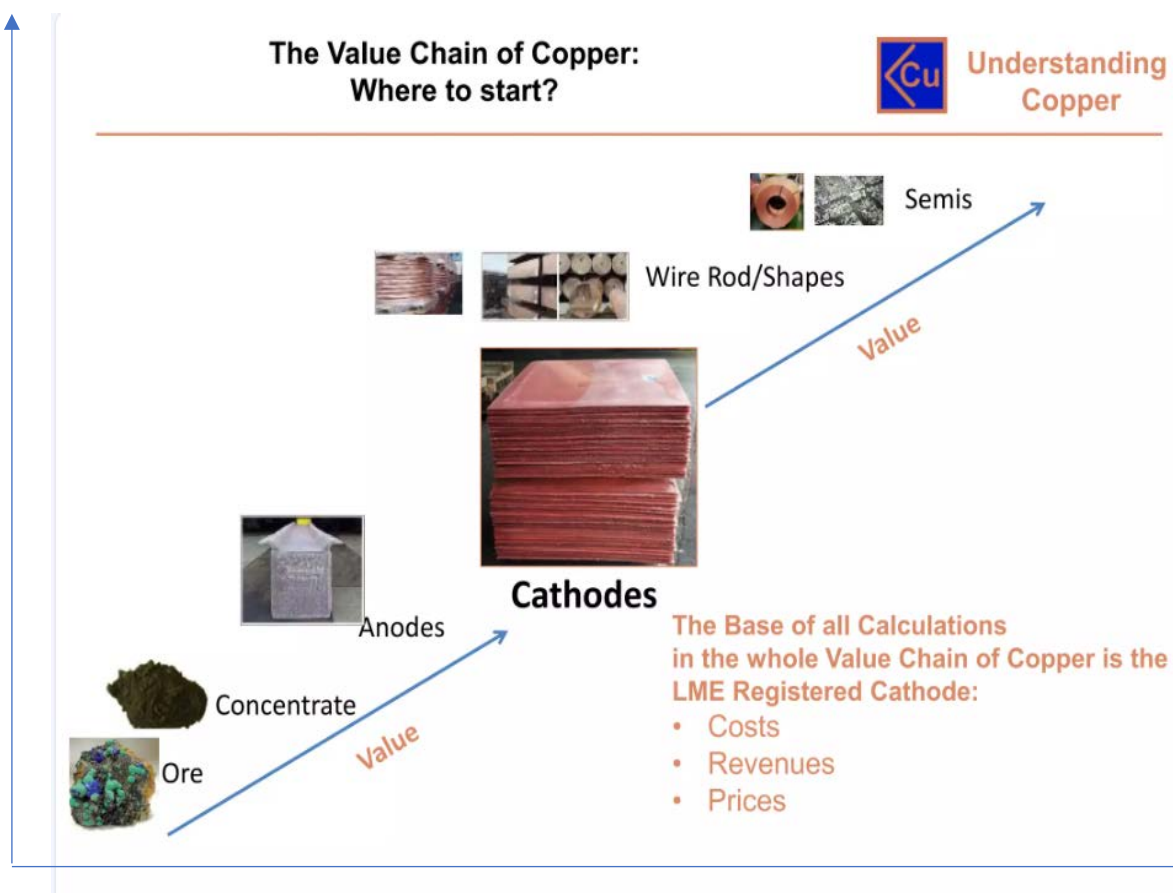 The Value Chain of Copper:
Where to start?
Cu
Understanding
Copper
Semis
Wire Rod/Shapes
Value
Cathodes
Anodes
The Base of all Calculations
in the whole Value Chain of Copper is the
LME Registered Cathode:
• Costs
• Revenues
• Prices
Concentrate
Value
Ore